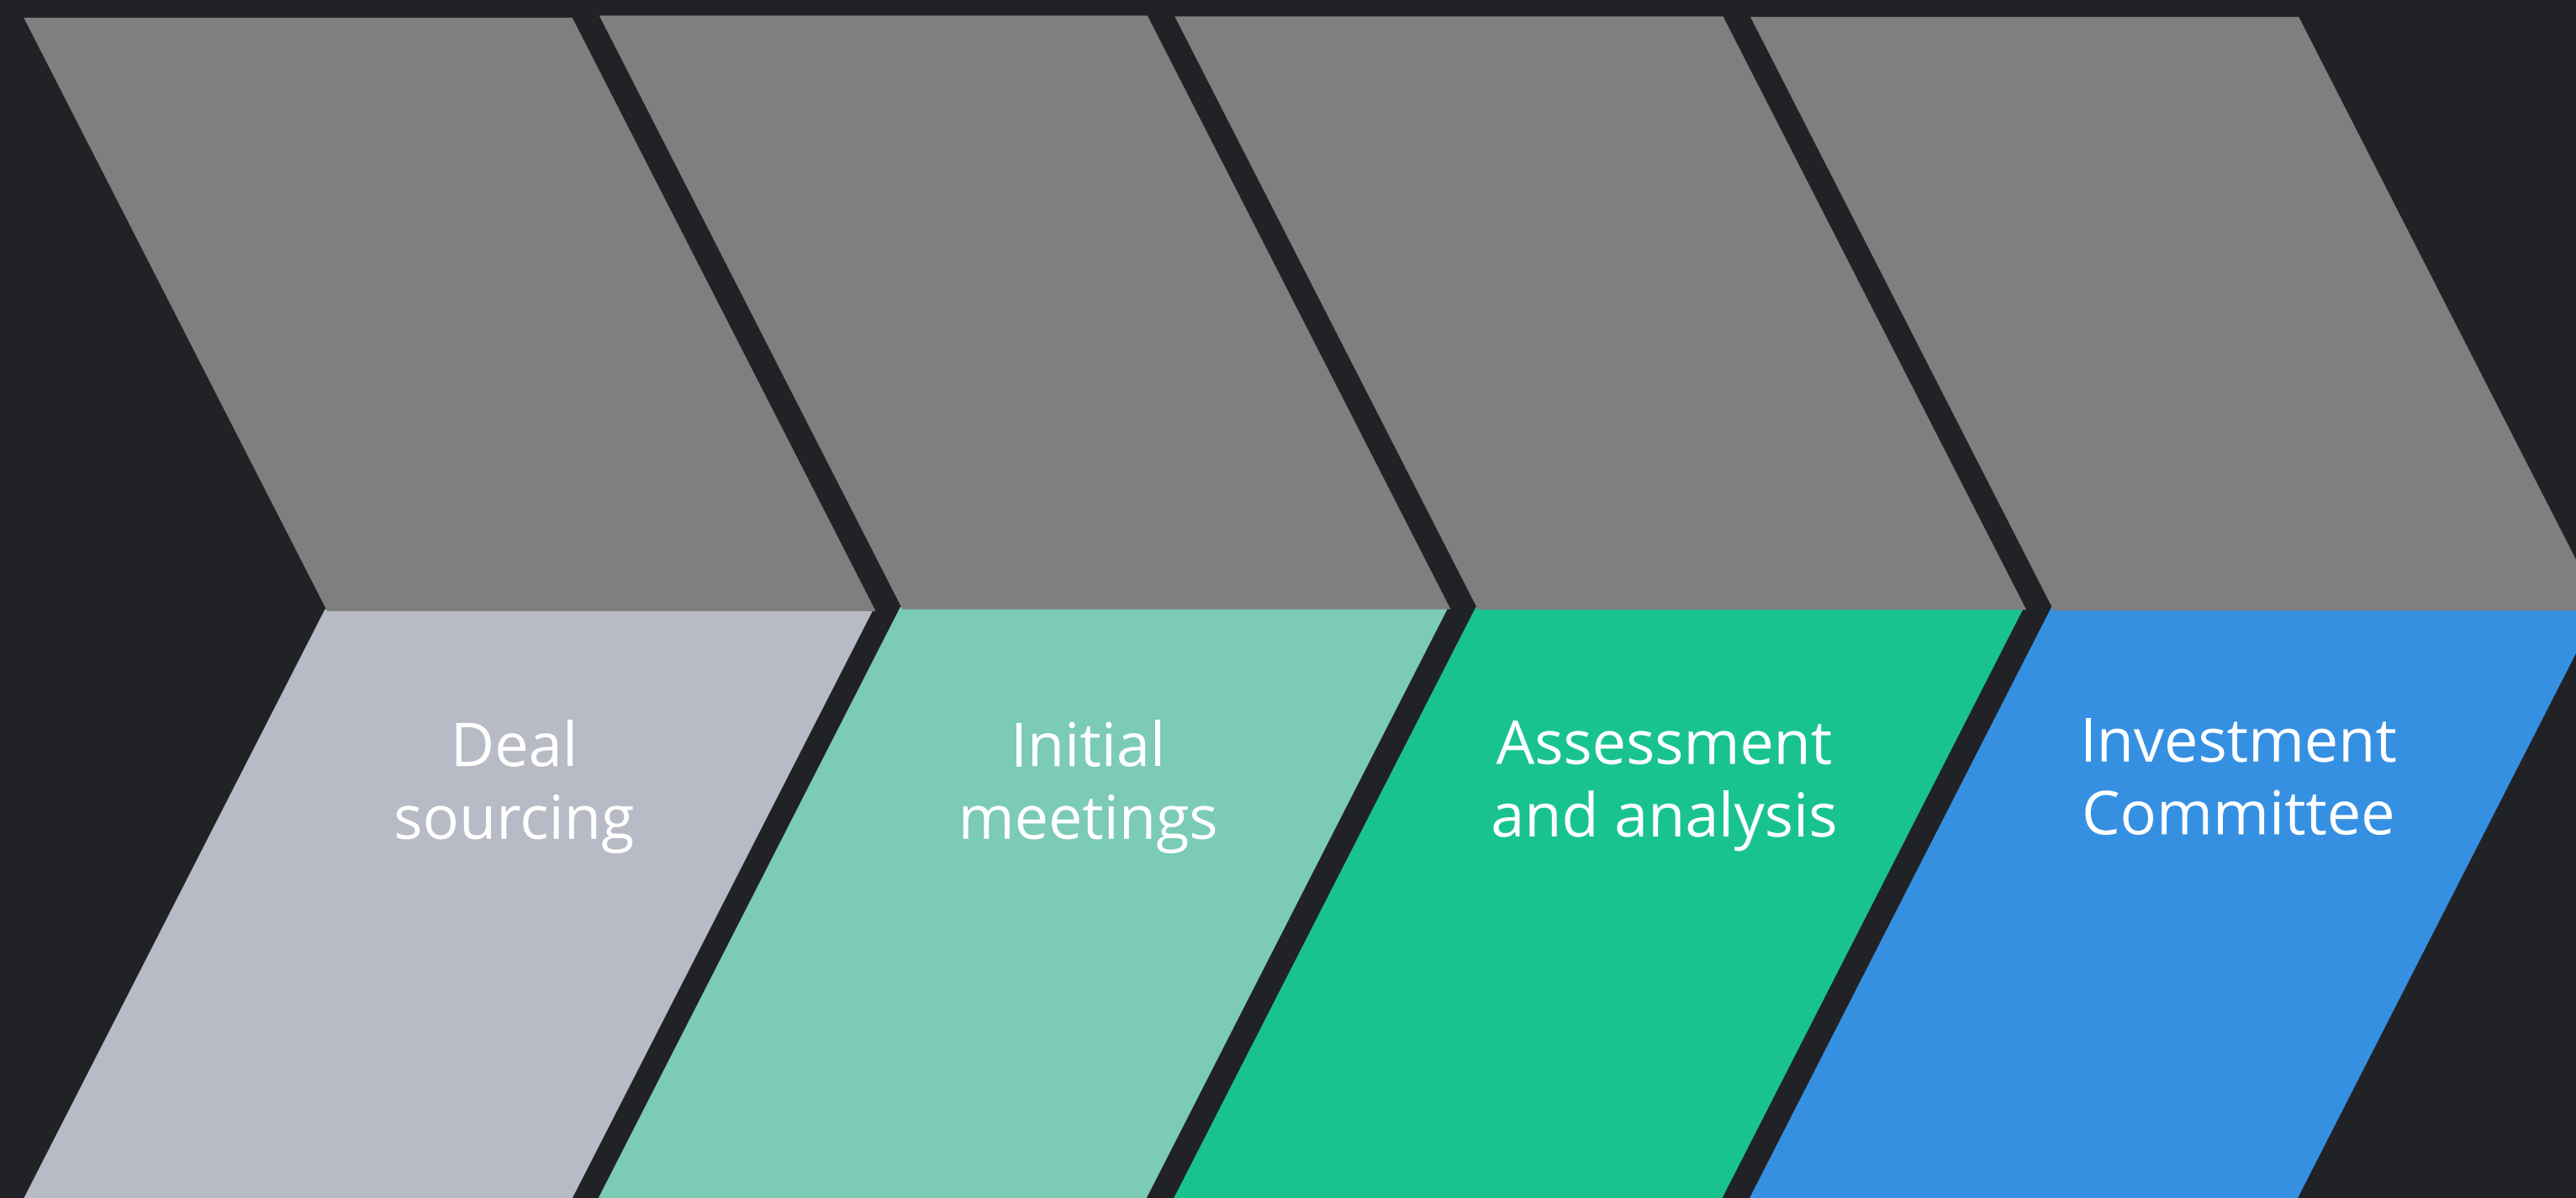 Deal
sourcing
Initial
meetings
Assessment
and analysis
Investment
Committee